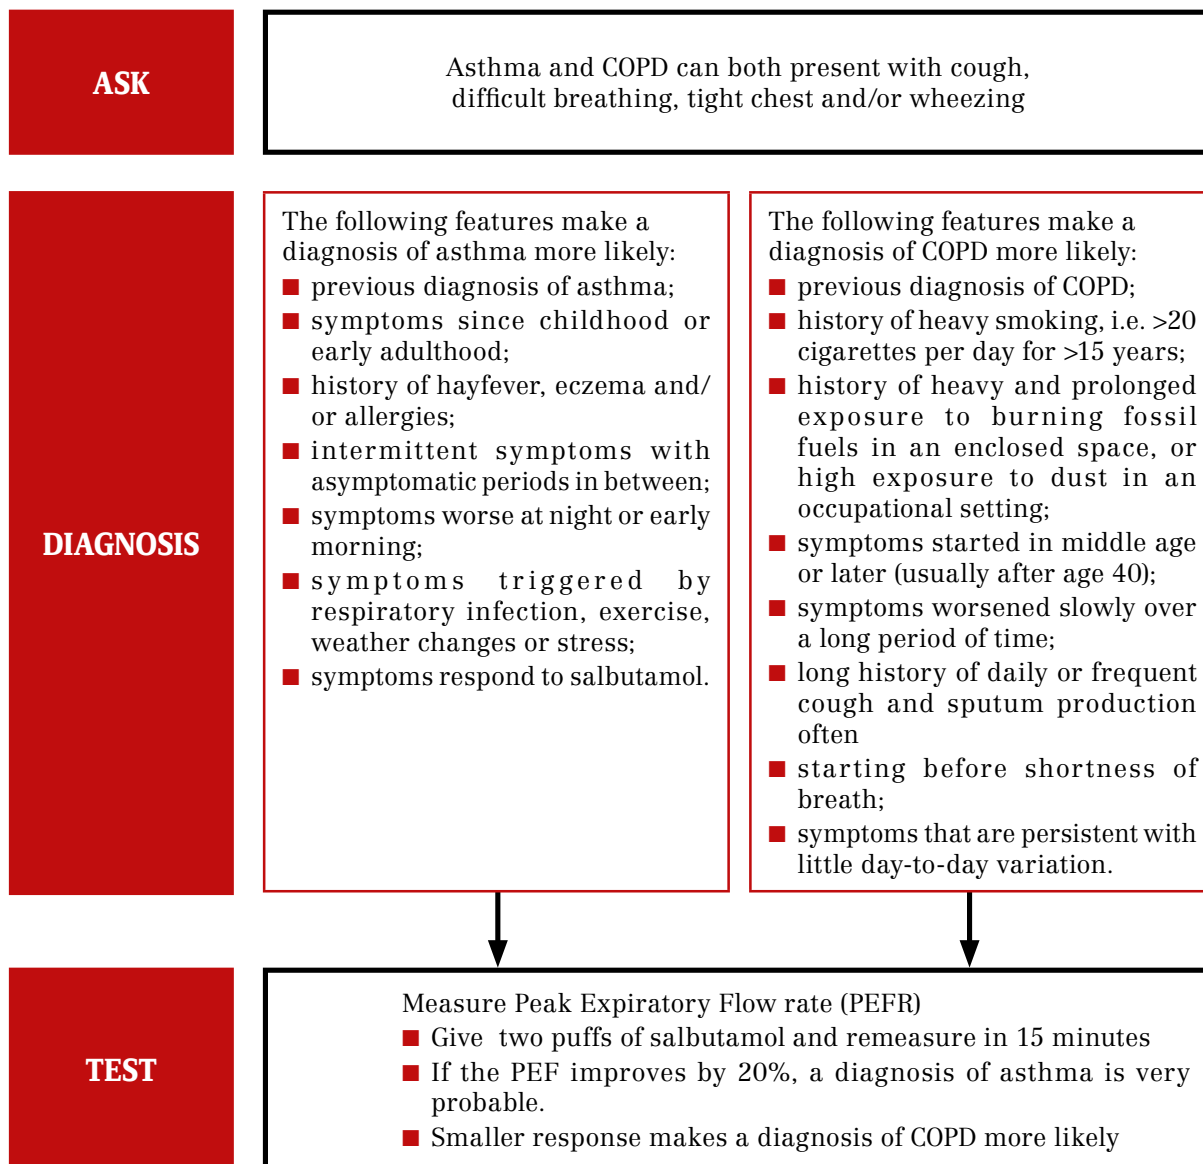 ASK
Asthma and COPD can both present with cough,
difficult breathing, tight chest and/or wheezing
DIAGNOSIS
The following features make a
diagnosis of asthma more likely:
■ previous diagnosis of asthma;
■ symptoms since childhood or
early adulthood;
■ history of hayfever, eczema and/
or allergies;
■ intermittent symptoms with
asymptomatic periods in between;
■ symptoms worse at night or early
morning;
■ symptoms triggered by
respiratory infection, exercise,
weather changes or stress;
■ symptoms respond to salbutamol.
The following features make a
diagnosis of COPD more likely:
■ previous diagnosis of COPD;
■ history of heavy smoking, i.e. >20
cigarettes per day for >15 years;
■ history of heavy and prolonged
exposure to burning fossil
fuels in an enclosed space, or
high exposure to dust in an
occupational setting;
■ symptoms started in middle age
or later (usually after age 40);
■ symptoms worsened slowly over
a long period of time;
■ long history of daily or frequent
cough and sputum production
often
■ starting before shortness of
breath;
■ symptoms that are persistent with
little day-to-day variation.
TEST
Measure Peak Expiratory Flow rate (PEFR)
■ Give two puffs of salbutamol and remeasure in 15 minutes
■ If the PEF improves by 20%, a diagnosis of asthma is very
probable.
■ Smaller response makes a diagnosis of COPD more likely